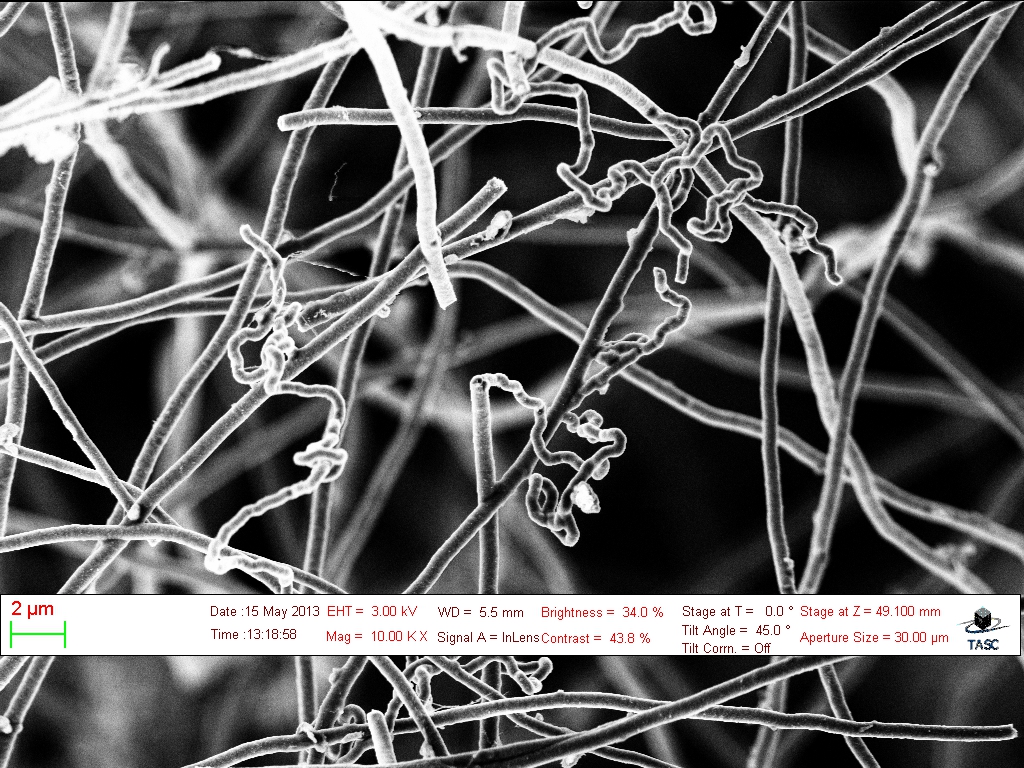 2 µm
Date :15 May 2013 EHT = 3.00 kV WD = 5.5 mm Brightness = 34.0 % Stage at T = 0.0 ° Stage at Z = 49.100 mm
Time :13:18:58 Mag = 10.00 K X Signal A = InLens Contrast = 43.8 % Tilt Angle = 45.0 ° Aperture Size = 30.00 µm
Tilt Corrn. = Off
TASC